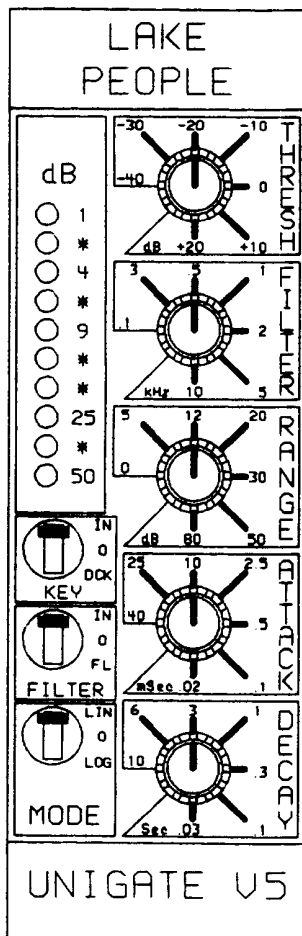 LAKE
PEOPLE
dB
1
*
4
*
9
*
*
25
*
50
IN
0
DCK
KEY
IN
0
FL
FILTER
LIN
0
LOG
MODE
THRESH
-30 -20 -10
-40 0
dB +20 +10
FILTER
3 .5 1
.1 2
kHz 10 5
RANGE
5 12 20
0 30
dB 80 50
ATTACK
25 10 2.5
40 .5
mSec .02 .1
DECAY
6 3 1
10 .3
Sec .03 .1
UNIGATE V5